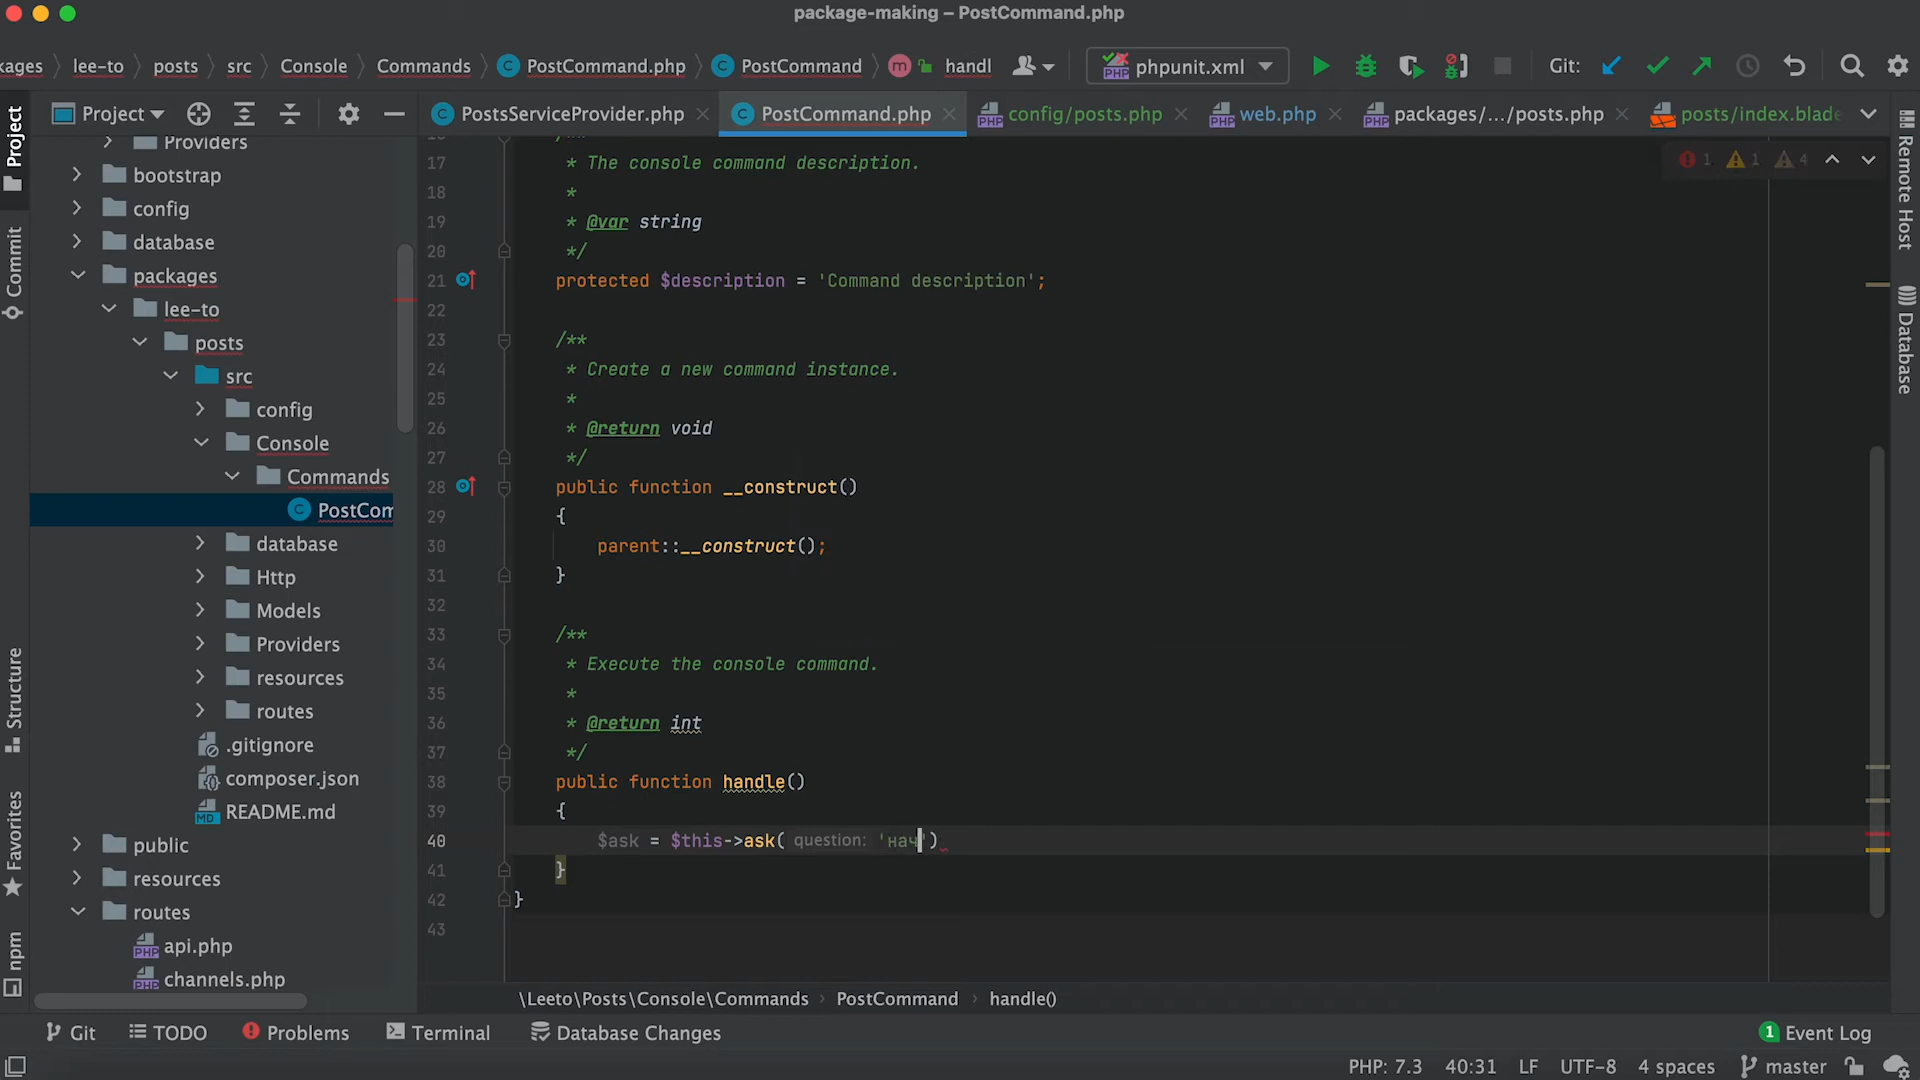 package-making – PostCommand.php
kages lee-to posts src Console Commands PostCommand.php PostCommand m handl phpunit.xml Git:
Project
PostsServiceProvider.php PostCommand.php config/posts.php web.php packages/.../posts.php posts/index.blade
1 1 4
Project
Commit
Structure
Favorites
npm
Remote Host
Database
Providers
bootstrap
config
database
packages
lee-to
posts
src
config
Console
Commands
PostCom
database
Http
Models
Providers
resources
routes
.gitignore
composer.json
README.md
public
resources
routes
api.php
channels.php
17 * The console command description.
18 *
19 * @var string
20 */
21 protected $description = 'Command description';
22
23 /**
24 * Create a new command instance.
25 *
26 * @return void
27 */
28 public function __construct()
29 {
30 parent::__construct();
31 }
32
33 /**
34 * Execute the console command.
35 *
36 * @return int
37 */
38 public function handle()
39 {
40 $ask = $this->ask( question: 'нач')
41 }
42 }
43
\Leeto\Posts\Console\Commands PostCommand handle()
Git TODO Problems Terminal Database Changes 1 Event Log
PHP: 7.3 40:31 LF UTF-8 4 spaces master